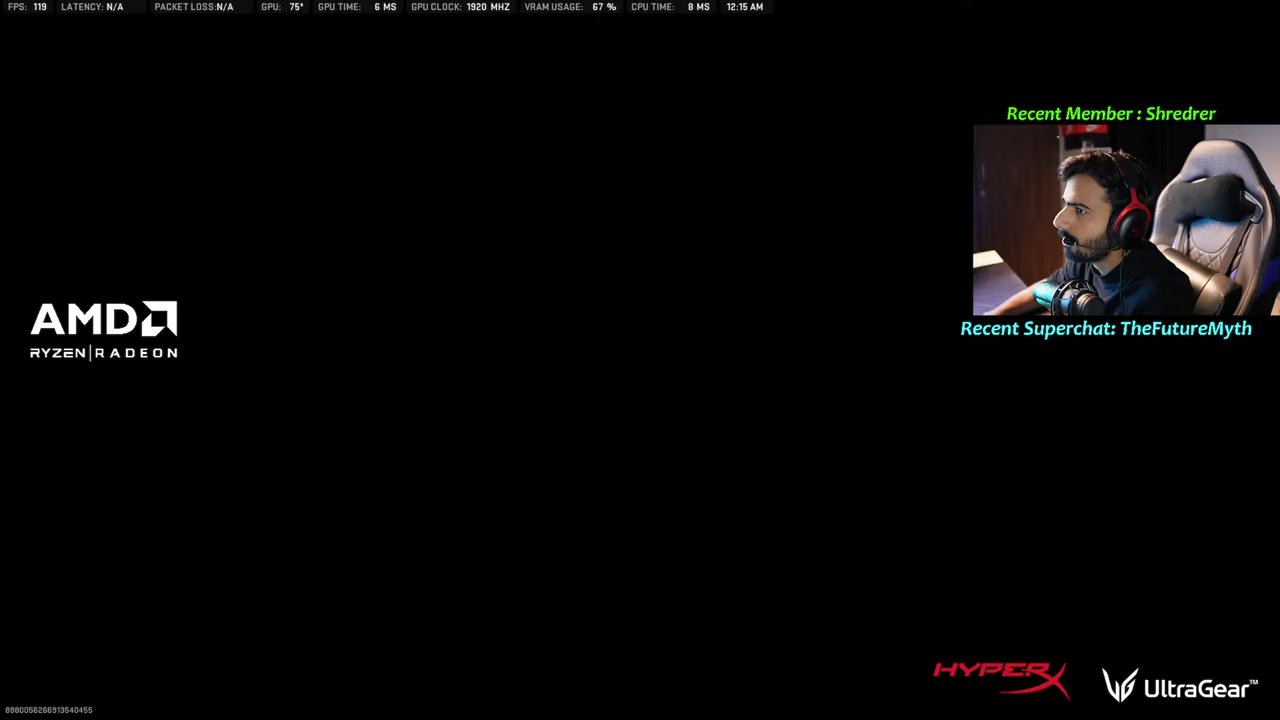 FPS: 119 LATENCY: N/A PACKET LOSS:N/A GPU: 75° GPU TIME: 6 MS GPU CLOCK: 1920 MHZ VRAM USAGE: 67 % CPU TIME: 8 MS 12:15 AM
Recent Member : Shredrer
AMD
RYZEN|RADEON
Recent Superchat: TheFutureMyth
HYPERX
UltraGear™
8880056266913540455